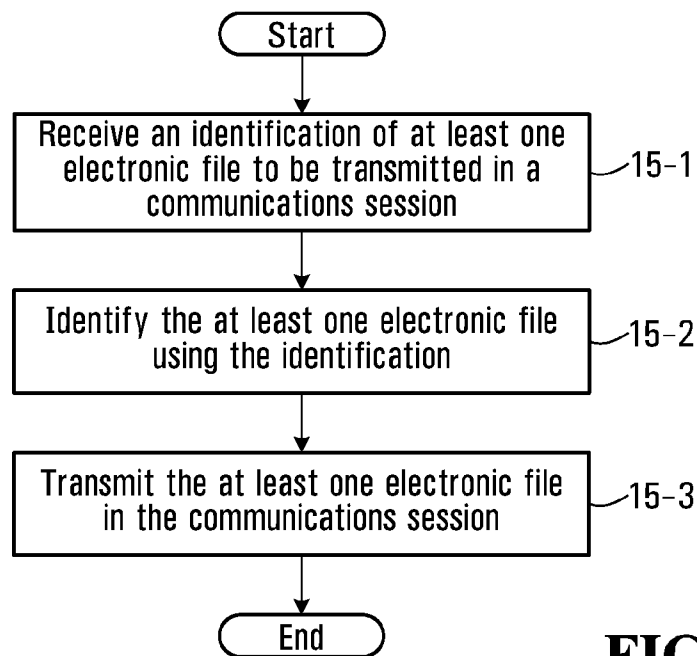 Start
Receive an identification of at least one
electronic file to be transmitted in a
communications session
15-1
Identify the at least one electronic file
using the identification
15-2
Transmit the at least one electronic file
in the communications session
15-3
End